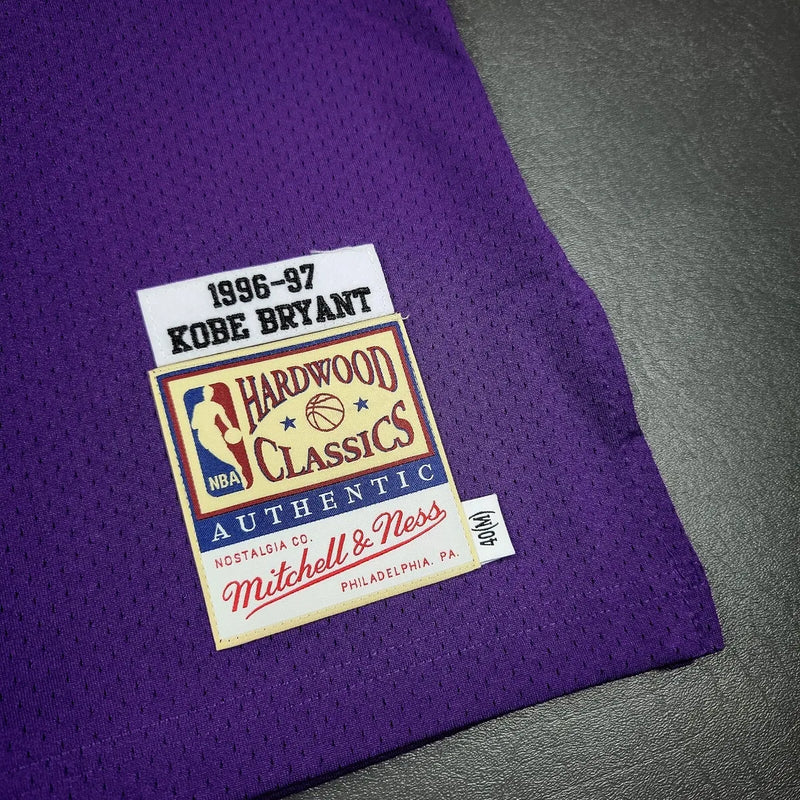 1996-97
KOBE BRYANT
HARDWOOD
CLASSICS
NBA
AUTHENTIC
NOSTALGIA CO.
Mitchell & Ness
PHILADELPHIA, PA.
40(M)